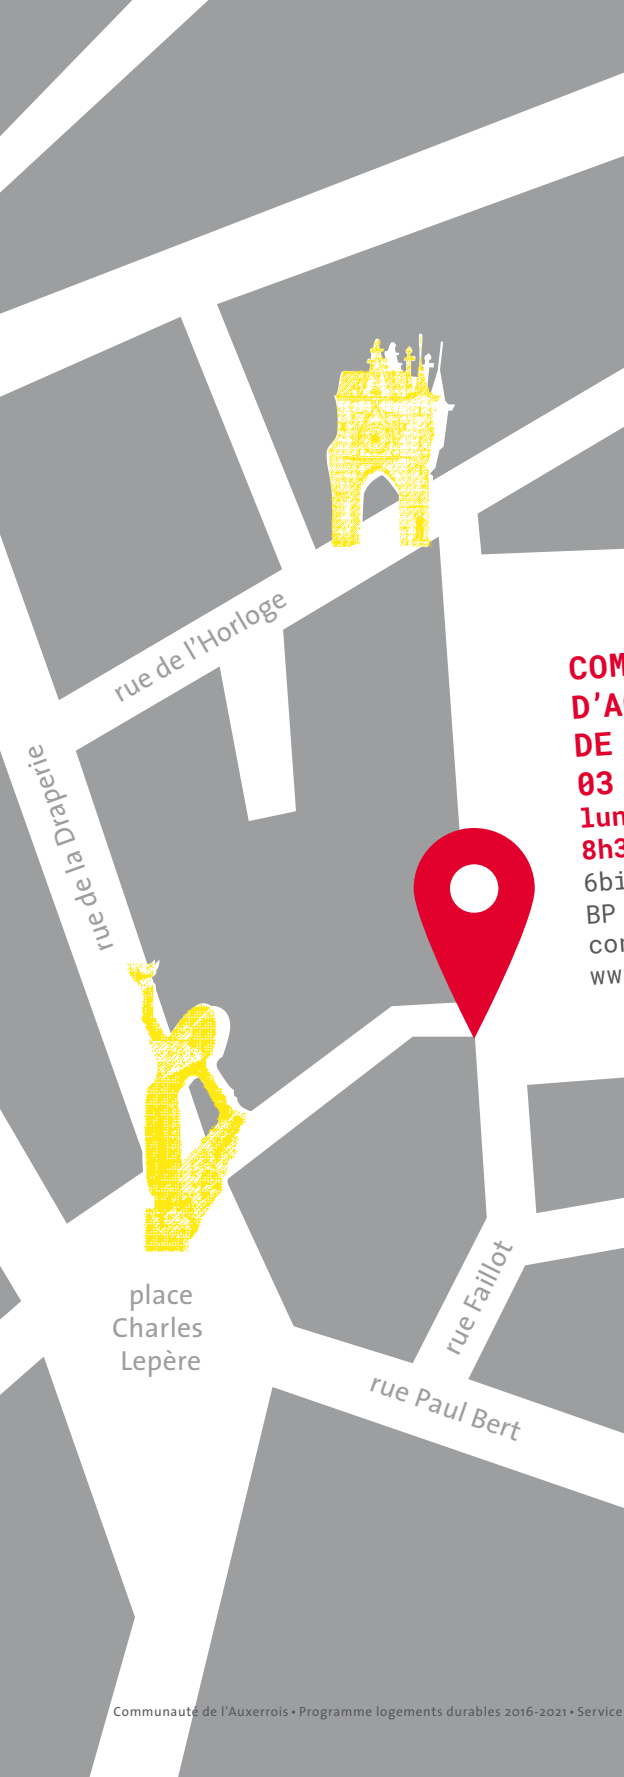 rue de l'Horloge
rue de la Draperie
COM
D'A
DE
03
lun
8h3
6bi
BP
con
ww
place
Charles
Lepère
rue Faillot
rue Paul Bert
Communauté de l'Auxerrois • Programme logements durables 2016-2021 • Service